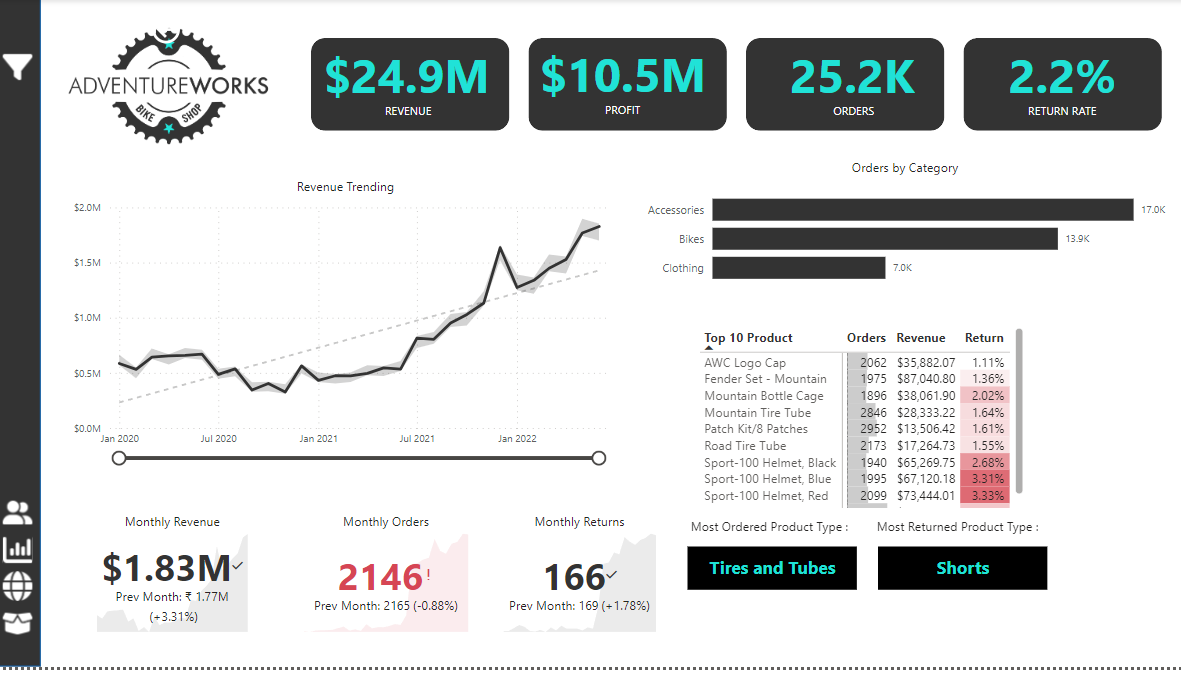 ADVENTUREWORKS
BIKE SHOP
$24.9M
REVENUE
$10.5M
PROFIT
25.2K
ORDERS
2.2%
RETURN RATE
Revenue Trending
$2.0M
$1.5M
$1.0M
$0.5M
$0.0M
Jan 2020 Jul 2020 Jan 2021 Jul 2021 Jan 2022
Orders by Category
Accessories 17.0K
Bikes 13.9K
Clothing 7.0K
Top 10 Product Orders Revenue Return
AWC Logo Cap 2062 $35,882.07 1.11%
Fender Set - Mountain 1975 $87,040.80 1.36%
Mountain Bottle Cage 1896 $38,061.90 2.02%
Mountain Tire Tube 2846 $28,333.22 1.64%
Patch Kit/8 Patches 2952 $13,506.42 1.61%
Road Tire Tube 2173 $17,264.73 1.55%
Sport-100 Helmet, Black 1940 $65,269.75 2.68%
Sport-100 Helmet, Blue 1995 $67,120.18 3.31%
Sport-100 Helmet, Red 2099 $73,444.01 3.33%
Monthly Revenue
$1.83M
Prev Month: ₹ 1.77M
(+3.31%)
Monthly Orders
2146!
Prev Month: 2165 (-0.88%)
Monthly Returns
166
Prev Month: 169 (+1.78%)
Most Ordered Product Type :
Tires and Tubes
Most Returned Product Type :
Shorts